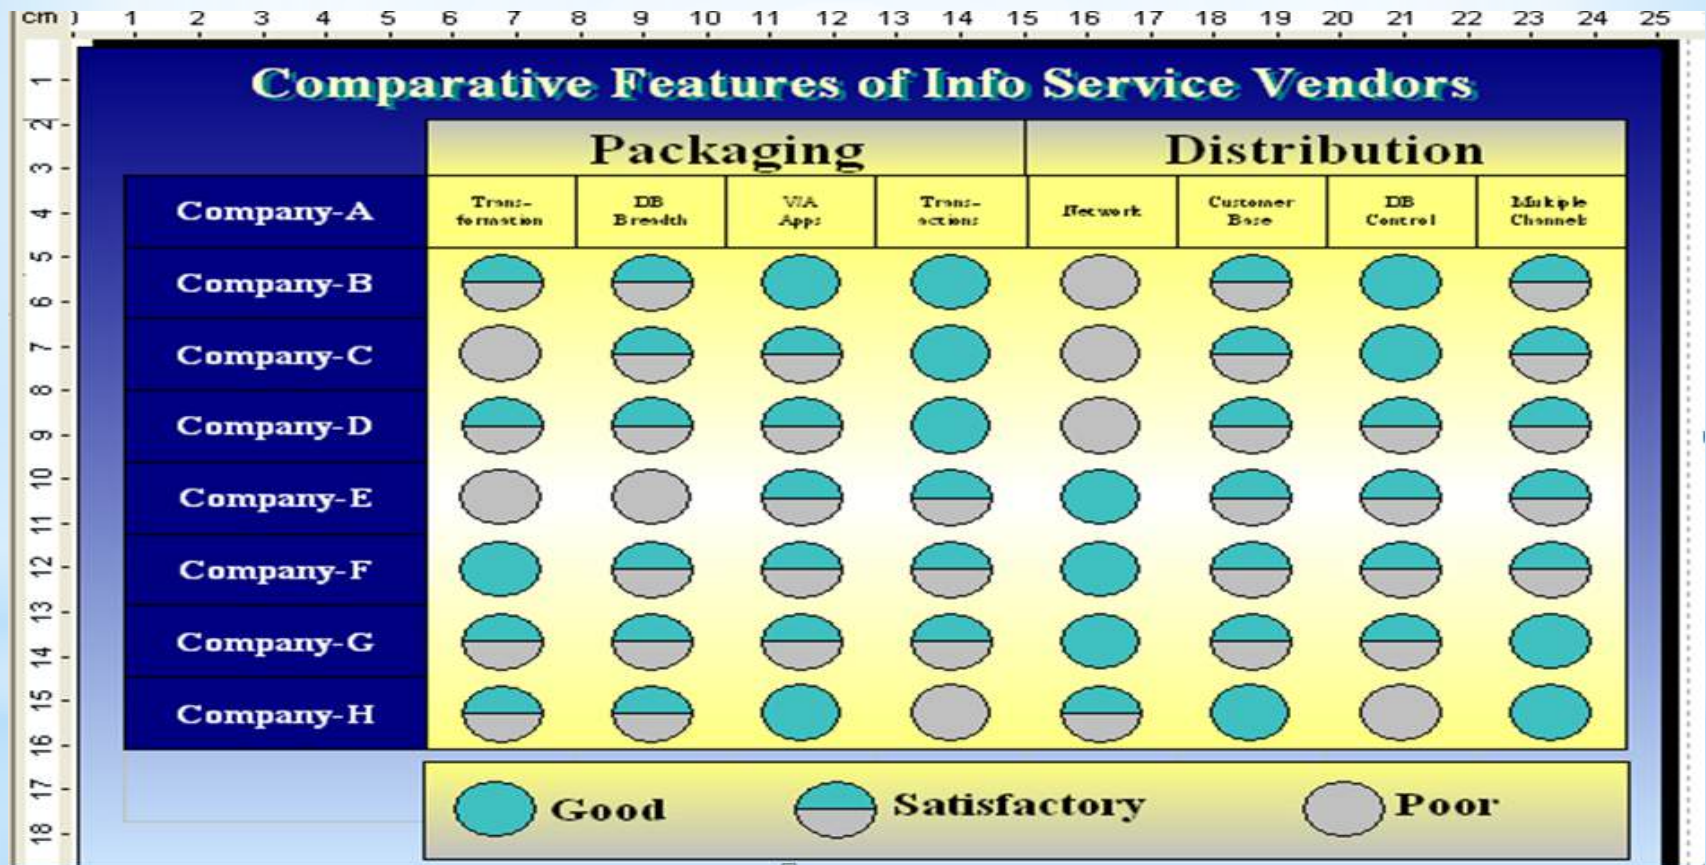 cm 1 2 3 4 5 6 7 8 9 10 11 12 13 14 15 16 17 18 19 20 21 22 23 24 25
1
2
3
4
5
6
7
8
9
10
11
12
13
14
15
16
17
18
Comparative Features of Info Service Vendors
Packaging Distribution
Company-A
Trans-
formation
DB
Breadth
V/A
Apps
Trans-
actions
Network
Customer
Base
DB
Control
Multiple
Channels
Company-B
Company-C
Company-D
Company-E
Company-F
Company-G
Company-H
Good Satisfactory Poor